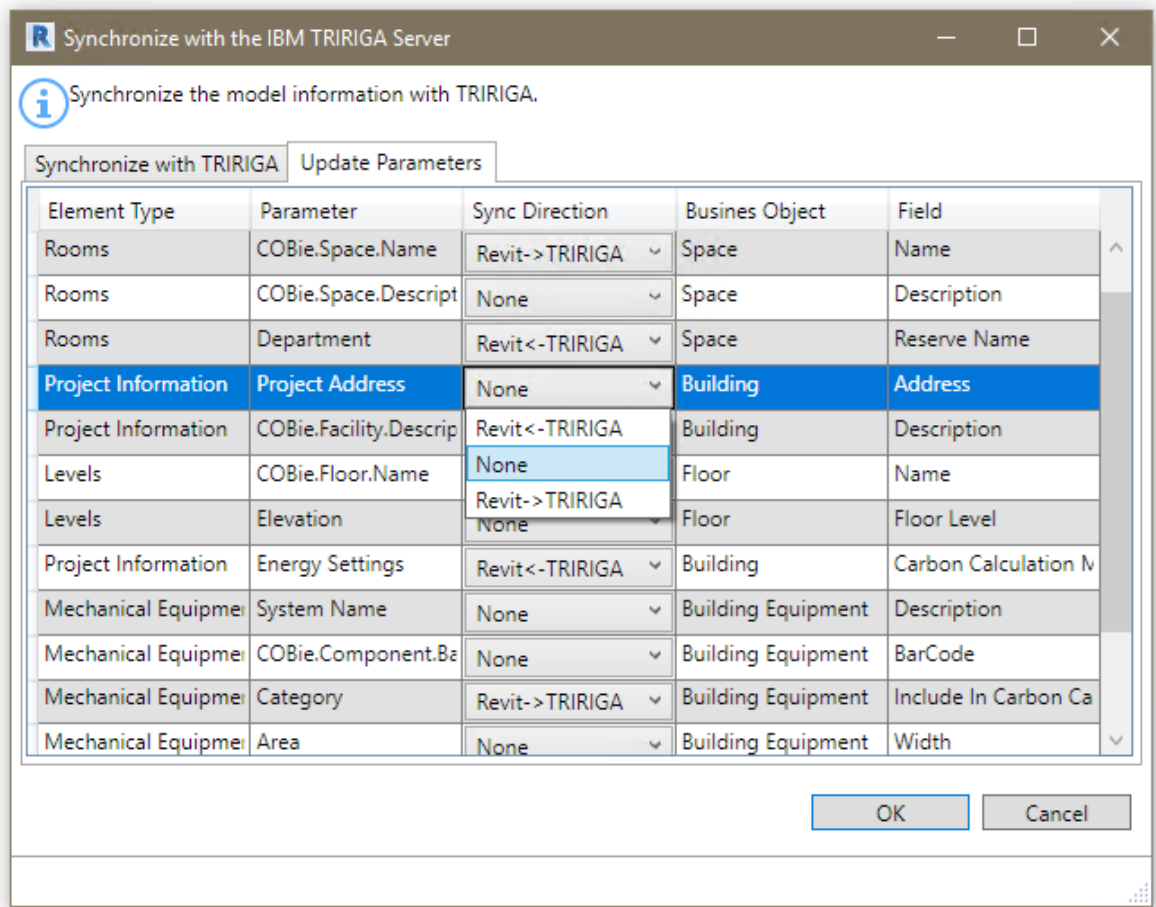 Synchronize with the IBM TRIRIGA Server
Synchronize the model information with TRIRIGA.
Synchronize with TRIRIGA Update Parameters
Element Type Parameter Sync Direction Busines Object Field
Rooms COBie.Space.Name Revit->TRIRIGA Space Name
Rooms COBie.Space.Descript None Space Description
Rooms Department Revit<-TRIRIGA Space Reserve Name
Project Information Project Address None Building Address
Project Information COBie.Facility.Descrip Revit<-TRIRIGA Building Description
None
Levels COBie.Floor.Name Floor Name
Revit->TRIRIGA
Levels Elevation None Floor Floor Level
Project Information Energy Settings Revit<-TRIRIGA Building Carbon Calculation M
Mechanical Equipmer System Name None Building Equipment Description
Mechanical Equipmer COBie.Component.Ba None Building Equipment BarCode
Mechanical Equipmer Category Revit->TRIRIGA Building Equipment Include In Carbon Ca
Mechanical Equipmer Area None Building Equipment Width
OK Cancel